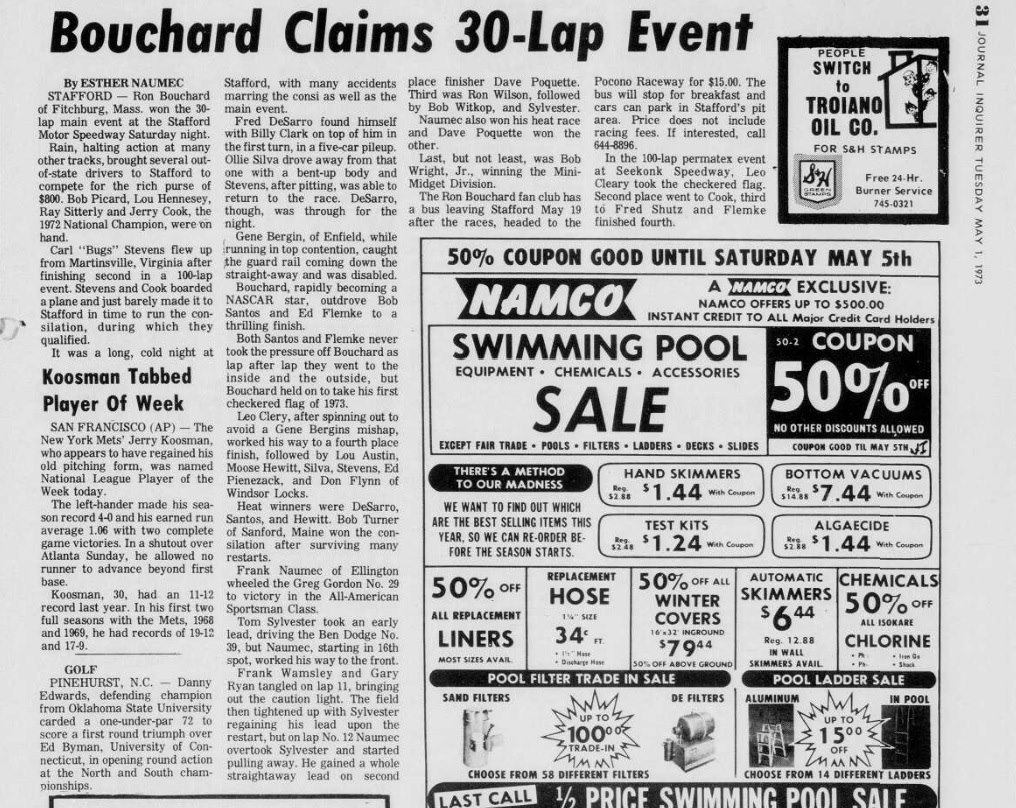 Bouchard Claims 30-Lap Event
By ESTHER NAUMEC
STAFFORD — Ron Bouchard
of Fitchburg, Mass. won the 30-
lap main event at the Stafford
Motor Speedway Saturday night.
Rain, halting action at many
other tracks, brought several out-
of-state drivers to Stafford to
compete for the rich purse of
$800. Bob Picard, Lou Hennesey,
Ray Sitterly and Jerry Cook, the
1972 National Champion, were on
hand.
Carl "Bugs" Stevens flew up
from Martinsville, Virginia after
finishing second in a 100-lap
event. Stevens and Cook boarded
a plane and just barely made it to
Stafford in time to run the con-
silation, during which they
qualified.
It was a long, cold night at
Stafford, with many accidents
marring the consi as well as the
main event.
Fred DeSarro found himself
with Billy Clark on top of him in
the first turn, in a five-car pileup.
Ollie Silva drove away from that
one with a bent-up body and
Stevens, after pitting, was able to
return to the race. DeSarro,
though, was through for the
night.
Gene Bergin, of Enfield, while
running in top contention, caught
the guard rail coming down the
straight-away and was disabled.
Bouchard, rapidly becoming a
NASCAR star, outdrove Bob
Santos and Ed Flemke to a
thrilling finish.
Both Santos and Flemke never
took the pressure off Bouchard as
lap after lap they went to the
inside and the outside, but
Bouchard held on to take his first
checkered flag of 1973.
Leo Clery, after spinning out to
avoid a Gene Bergins mishap,
worked his way to a fourth place
finish, followed by Lou Austin,
Moose Hewitt, Silva, Stevens, Ed
Pienezack, and Don Flynn of
Windsor Locks.
Heat winners were DeSarro,
Santos, and Hewitt. Bob Turner
of Sanford, Maine won the con-
silation after surviving many
restarts.
Frank Naumec of Ellington
wheeled the Greg Gordon No. 29
to victory in the All-American
Sportsman Class.
Tom Sylvester took an early
lead, driving the Ben Dodge No.
39, but Naumec, starting in 16th
spot, worked his way to the front.
Frank Wamsley and Gary
Ryan tangled on lap 11, bringing
out the caution light. The field
then tightened up with Sylvester
regaining his lead upon the
restart, but on lap No. 12 Naumec
overtook Sylvester and started
pulling away. He gained a whole
straightaway lead on second
place finisher Dave Poquette.
Third was Ron Wilson, followed
by Bob Witkop, and Sylvester.
Naumec also won his heat race
and Dave Poquette won the
other.
Last, but not least, was Bob
Wright, Jr., winning the Mini-
Midget Division.
The Ron Bouchard fan club has
a bus leaving Stafford May 19
after the races, headed to the
Pocono Raceway for $15.00. The
bus will stop for breakfast and
cars can park in Stafford's pit
area. Price does not include
racing fees. If interested, call
644-8896.
In the 100-lap permatex event
at Seekonk Speedway, Leo
Cleary took the checkered flag.
Second place went to Cook, third
to Fred Shutz and Flemke
finished fourth.
Koosman Tabbed
Player Of Week
SAN FRANCISCO (AP) — The
New York Mets' Jerry Koosman,
who appears to have regained his
old pitching form, was named
National League Player of the
Week today.
The left-hander made his sea-
son record 4-0 and his earned run
average 1.06 with two complete
game victories. In a shutout over
Atlanta Sunday, he allowed no
runner to advance beyond first
base.
Koosman, 30, had an 11-12
record last year. In his first two
full seasons with the Mets, 1968
and 1969, he had records of 19-12
and 17-9.
GOLF
PINEHURST, N.C. — Danny
Edwards, defending champion
from Oklahoma State University
carded a one-under-par 72 to
score a first round triumph over
Ed Byman, University of Con-
necticut, in opening round action
at the North and South cham-
pionships.
PEOPLE
SWITCH
to
TROIANO
OIL CO.
FOR S&H STAMPS
S&H
GREEN
STAMPS
Free 24-Hr.
Burner Service
745-0321
31 JOURNAL INQUIRER TUESDAY MAY 1, 1973
50% COUPON GOOD UNTIL SATURDAY MAY 5th
NAMCO
A NAMCO EXCLUSIVE:
NAMCO OFFERS UP TO $500.00
INSTANT CREDIT TO ALL Major Credit Card Holders
SWIMMING POOL
EQUIPMENT • CHEMICALS • ACCESSORIES
SALE
EXCEPT FAIR TRADE • POOLS • FILTERS • LADDERS • DECKS • SLIDES
50-2 COUPON
50% OFF
NO OTHER DISCOUNTS ALLOWED
COUPON GOOD TIL MAY 5TH JI
THERE'S A METHOD
TO OUR MADNESS
WE WANT TO FIND OUT WHICH
ARE THE BEST SELLING ITEMS THIS
YEAR, SO WE CAN RE-ORDER BE-
FORE THE SEASON STARTS.
HAND SKIMMERS
Reg. $2.88 $1.44 With Coupon
BOTTOM VACUUMS
Reg. $14.88 $7.44 With Coupon
TEST KITS
Reg. $2.48 $1.24 With Coupon
ALGAECIDE
Reg. $2.88 $1.44 With Coupon
50% OFF
ALL REPLACEMENT
LINERS
MOST SIZES AVAIL.
REPLACEMENT
HOSE
1¼" SIZE
34¢ FT.
• 1½" Hose
• Discharge Hose
50% OFF ALL
WINTER
COVERS
16'x32' INGROUND
$79.44
50% OFF ABOVE GROUND
AUTOMATIC
SKIMMERS
$6.44
Reg. 12.88
IN WALL
SKIMMERS AVAIL.
CHEMICALS
50% OFF
ALL ISOKARE
CHLORINE
• Ph • Iron Go
• Ph- • Shock
POOL FILTER TRADE IN SALE
SAND FILTERS
UP TO
100.00
TRADE-IN
DE FILTERS
CHOOSE FROM 58 DIFFERENT FILTERS
POOL LADDER SALE
ALUMINUM
UP TO
15.00
OFF
IN POOL
CHOOSE FROM 14 DIFFERENT LADDERS
LAST CALL ½ PRICE SWIMMING POOL SALE